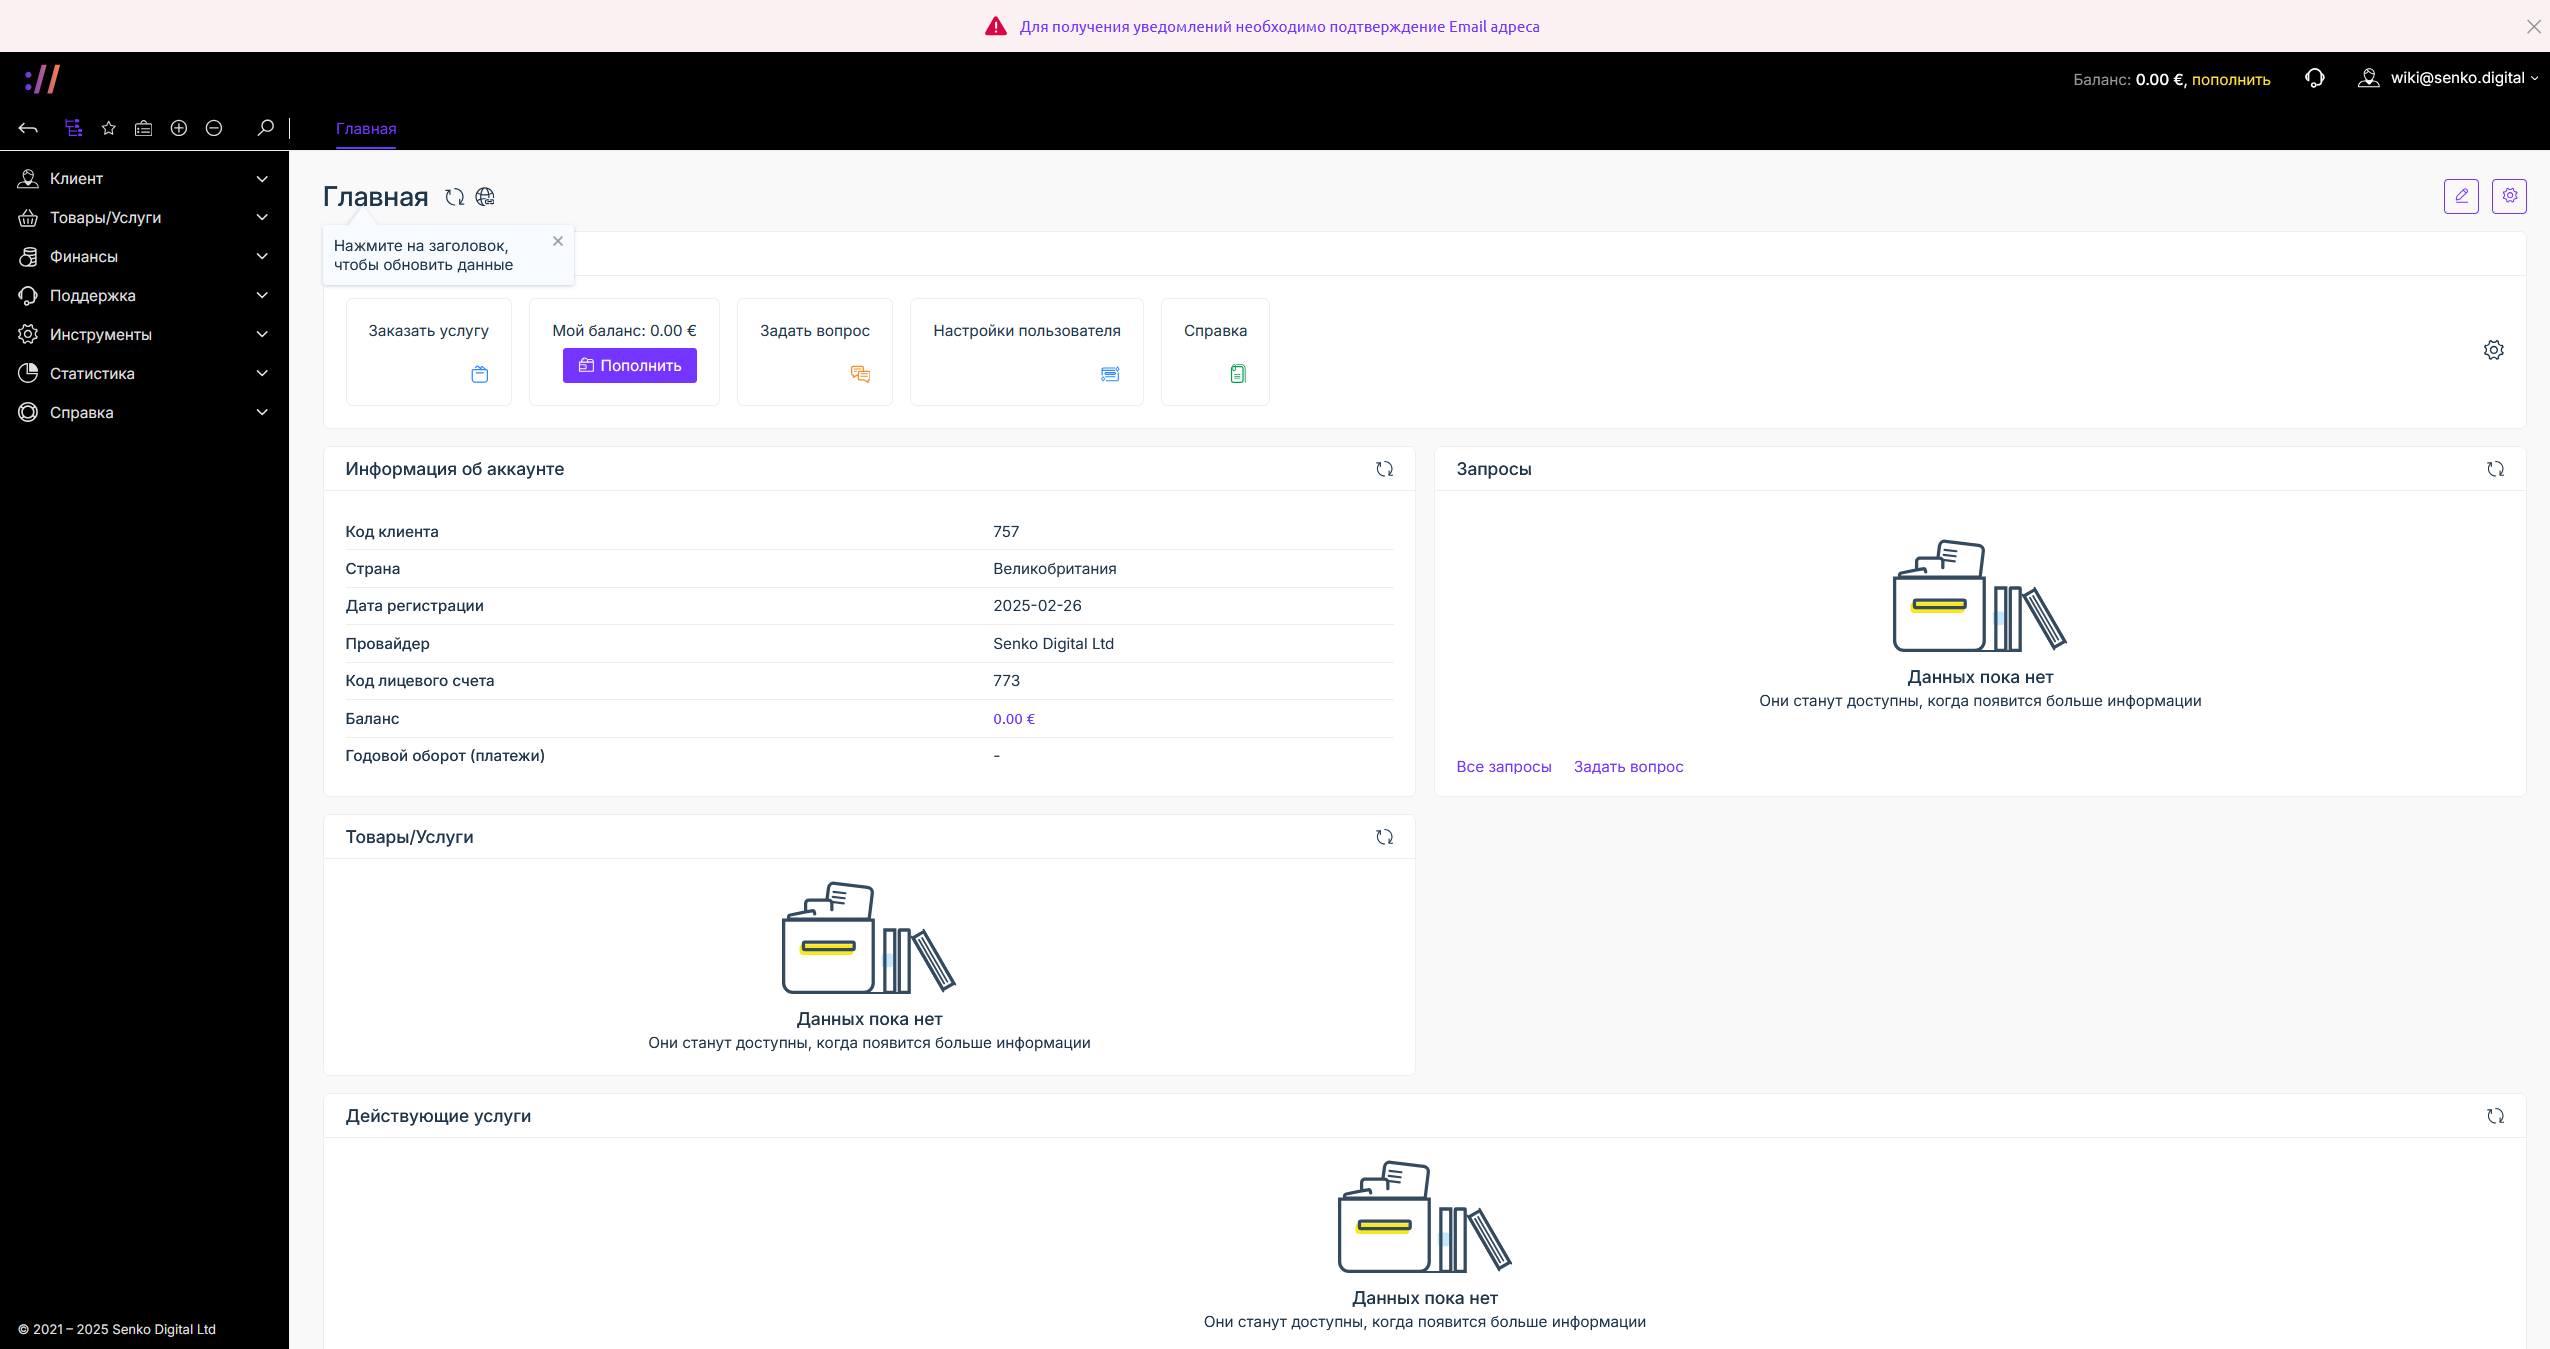 Для получения уведомлений необходимо подтверждение Email адреса
://
Баланс: 0.00 €, пополнить
wiki@senko.digital
Главная
Клиент
Товары/Услуги
Финансы
Поддержка
Инструменты
Статистика
Справка
Главная
Нажмите на заголовок,
чтобы обновить данные
Заказать услугу
Мой баланс: 0.00 €
Пополнить
Задать вопрос
Настройки пользователя
Справка
Информация об аккаунте
Код клиента 757
Страна Великобритания
Дата регистрации 2025-02-26
Провайдер Senko Digital Ltd
Код лицевого счета 773
Баланс 0.00 €
Годовой оборот (платежи) -
Запросы
Данных пока нет
Они станут доступны, когда появится больше информации
Все запросы Задать вопрос
Товары/Услуги
Данных пока нет
Они станут доступны, когда появится больше информации
Действующие услуги
Данных пока нет
Они станут доступны, когда появится больше информации
© 2021 – 2025 Senko Digital Ltd